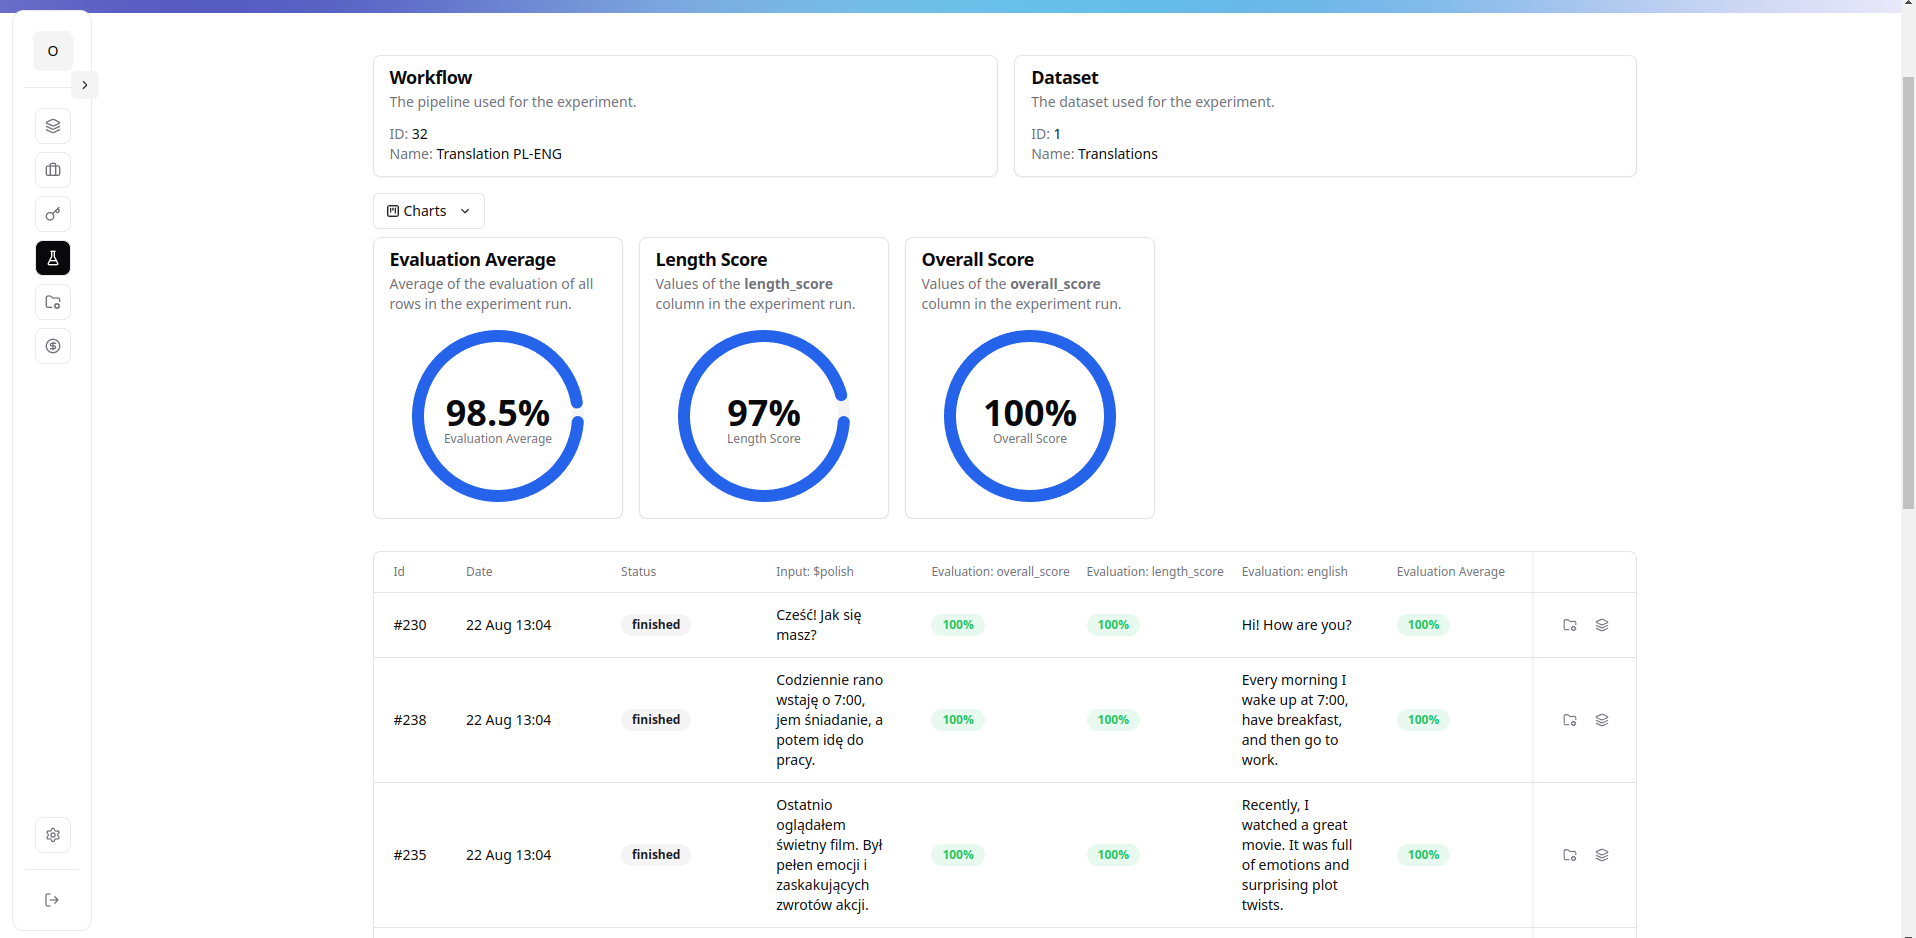 O
Workflow
The pipeline used for the experiment.
ID: 32
Name: Translation PL-ENG
Dataset
The dataset used for the experiment.
ID: 1
Name: Translations
Charts
Evaluation Average
Average of the evaluation of all
rows in the experiment run.
98.5%
Evaluation Average
Length Score
Values of the length_score
column in the experiment run.
97%
Length Score
Overall Score
Values of the overall_score
column in the experiment run.
100%
Overall Score
Id Date Status Input: $polish Evaluation: overall_score Evaluation: length_score Evaluation: english Evaluation Average
#230 22 Aug 13:04 finished
Cześć! Jak się
masz?
100% 100% Hi! How are you? 100%
#238 22 Aug 13:04 finished
Codziennie rano
wstaję o 7:00,
jem śniadanie, a
potem idę do
pracy.
100% 100%
Every morning I
wake up at 7:00,
have breakfast,
and then go to
work.
100%
#235 22 Aug 13:04 finished
Ostatnio
oglądałem
świetny film. Był
pełen emocji i
zaskakujących
zwrotów akcji.
100% 100%
Recently, I
watched a great
movie. It was full
of emotions and
surprising plot
twists.
100%